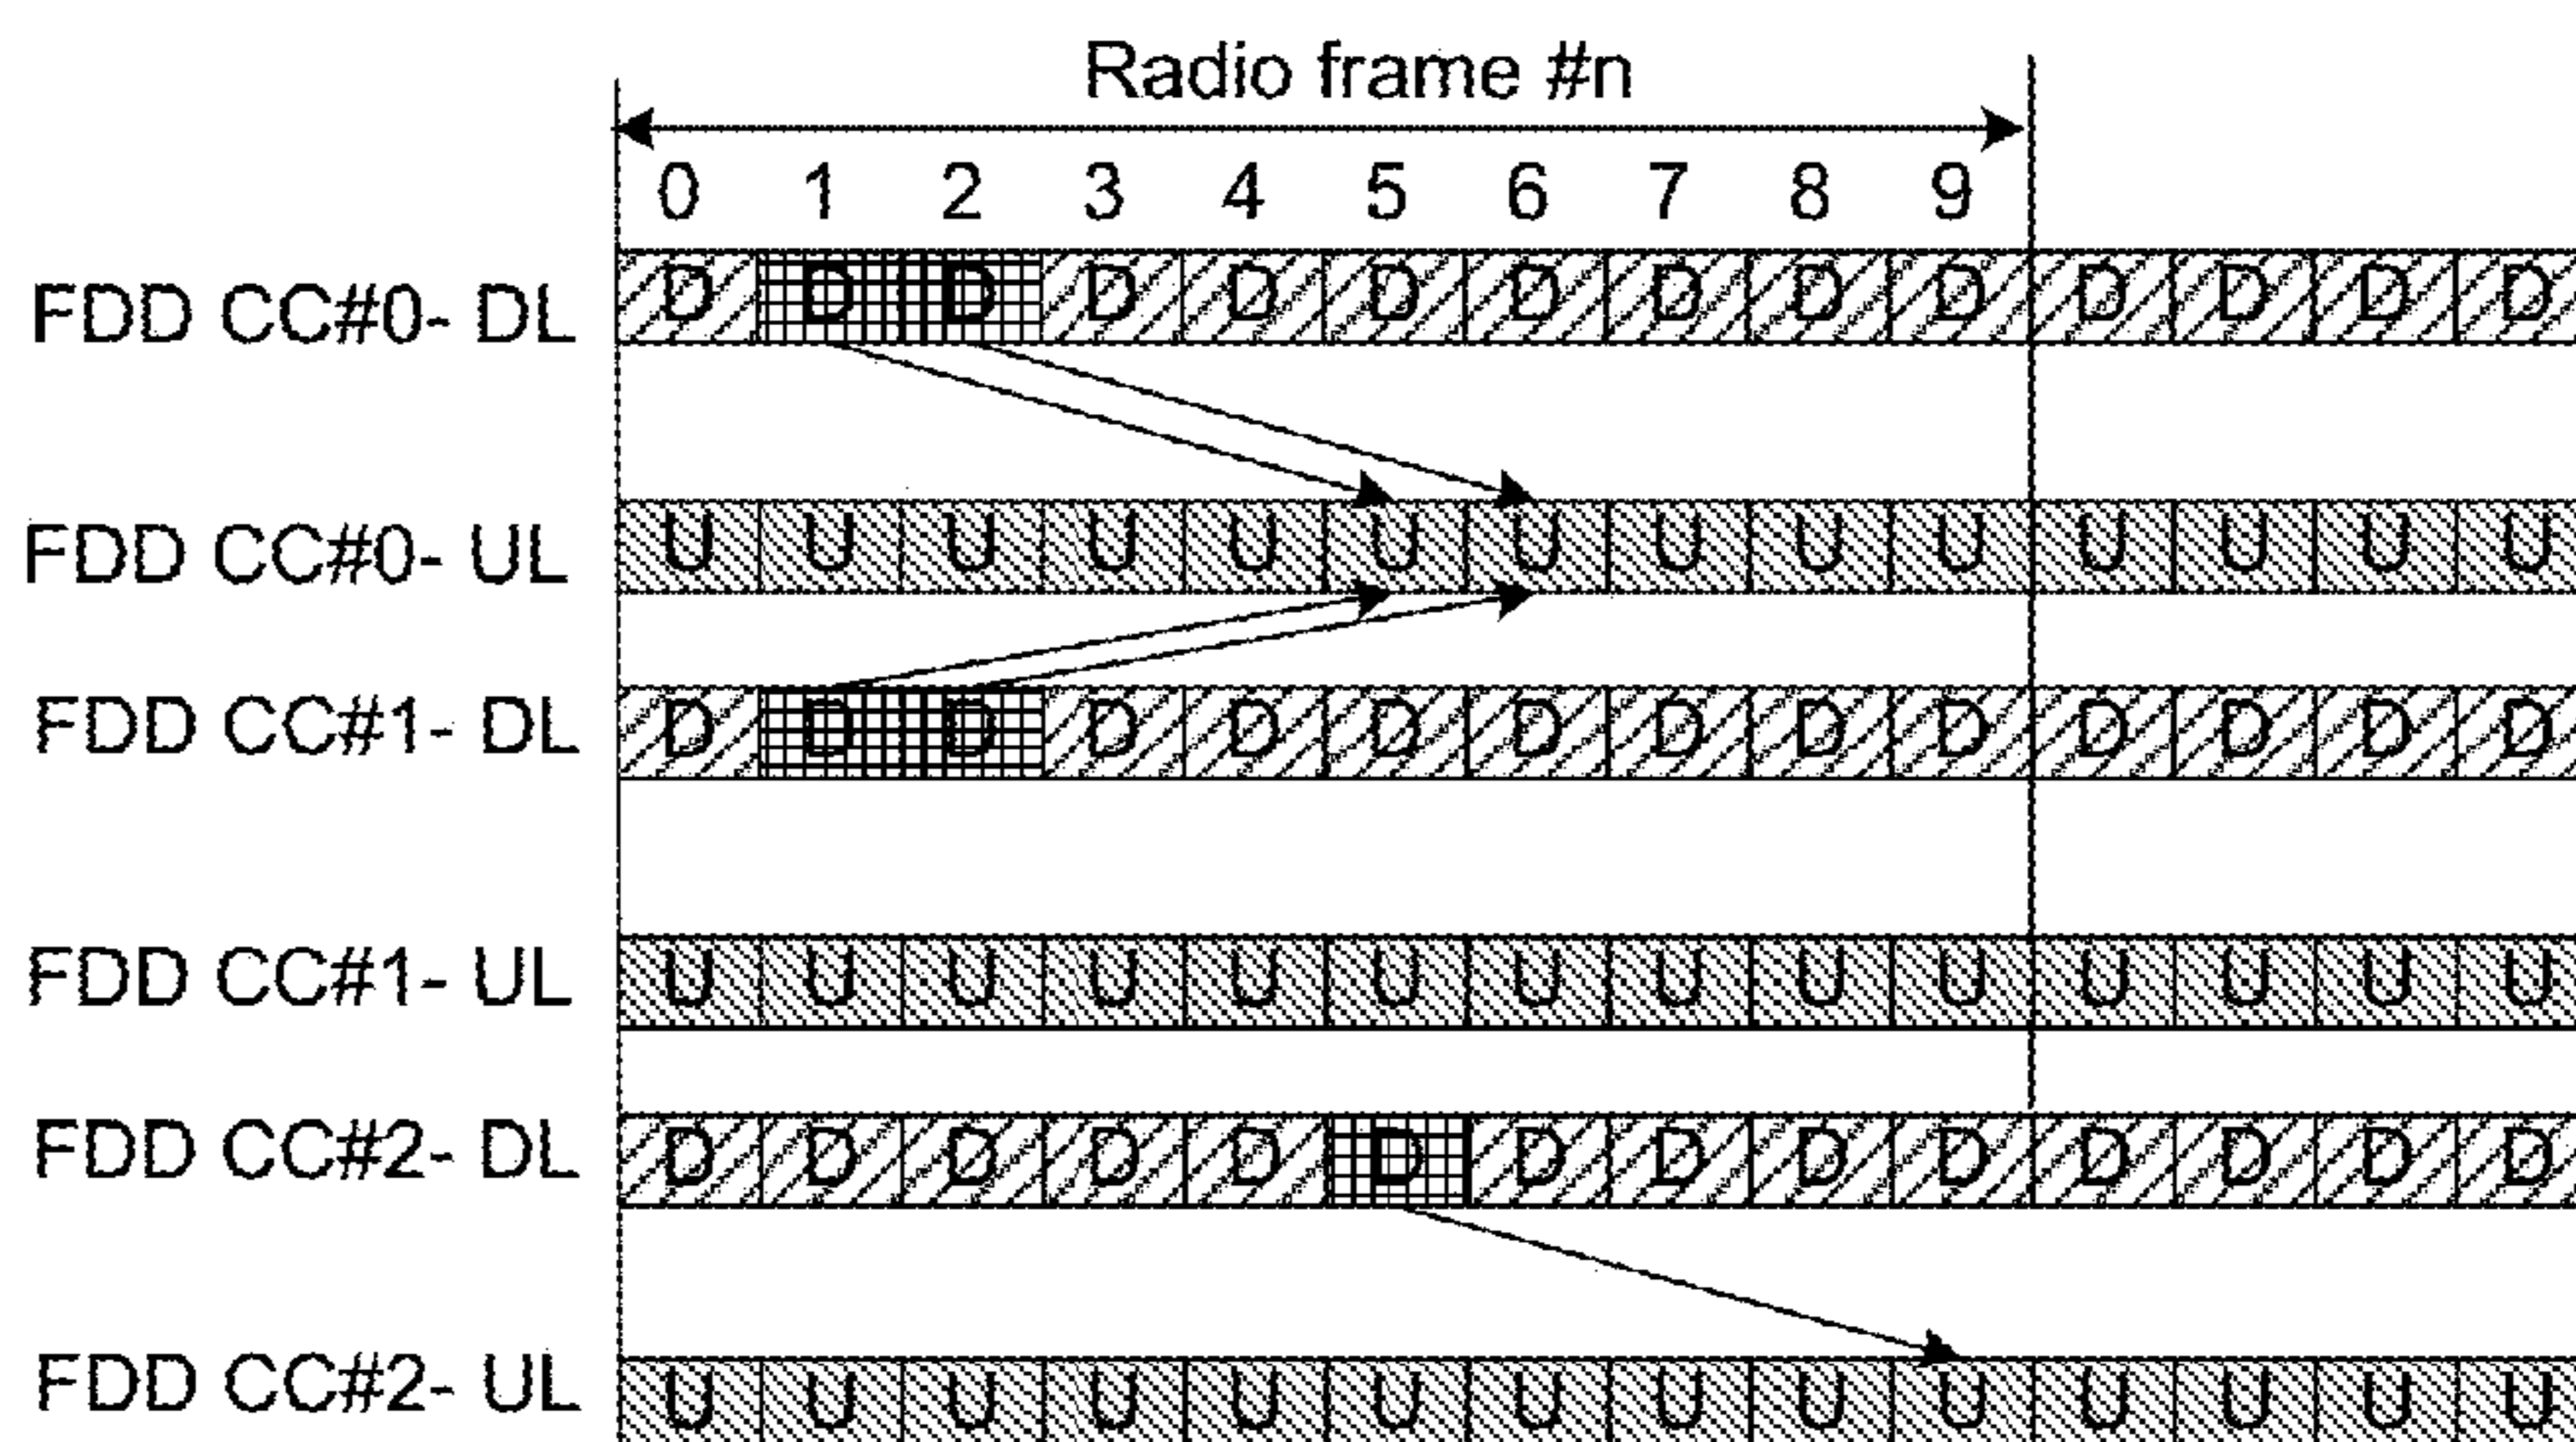 Radio frame #n
0 1 2 3 4 5 6 7 8 9
FDD CC#0- DL D D D D D D D D D D D D D D
FDD CC#0- UL U U U U U U U U U U U U U U
FDD CC#1- DL D D D D D D D D D D D D D D
FDD CC#1- UL U U U U U U U U U U U U U U
FDD CC#2- DL D D D D D D D D D D D D D D
FDD CC#2- UL U U U U U U U U U U U U U U